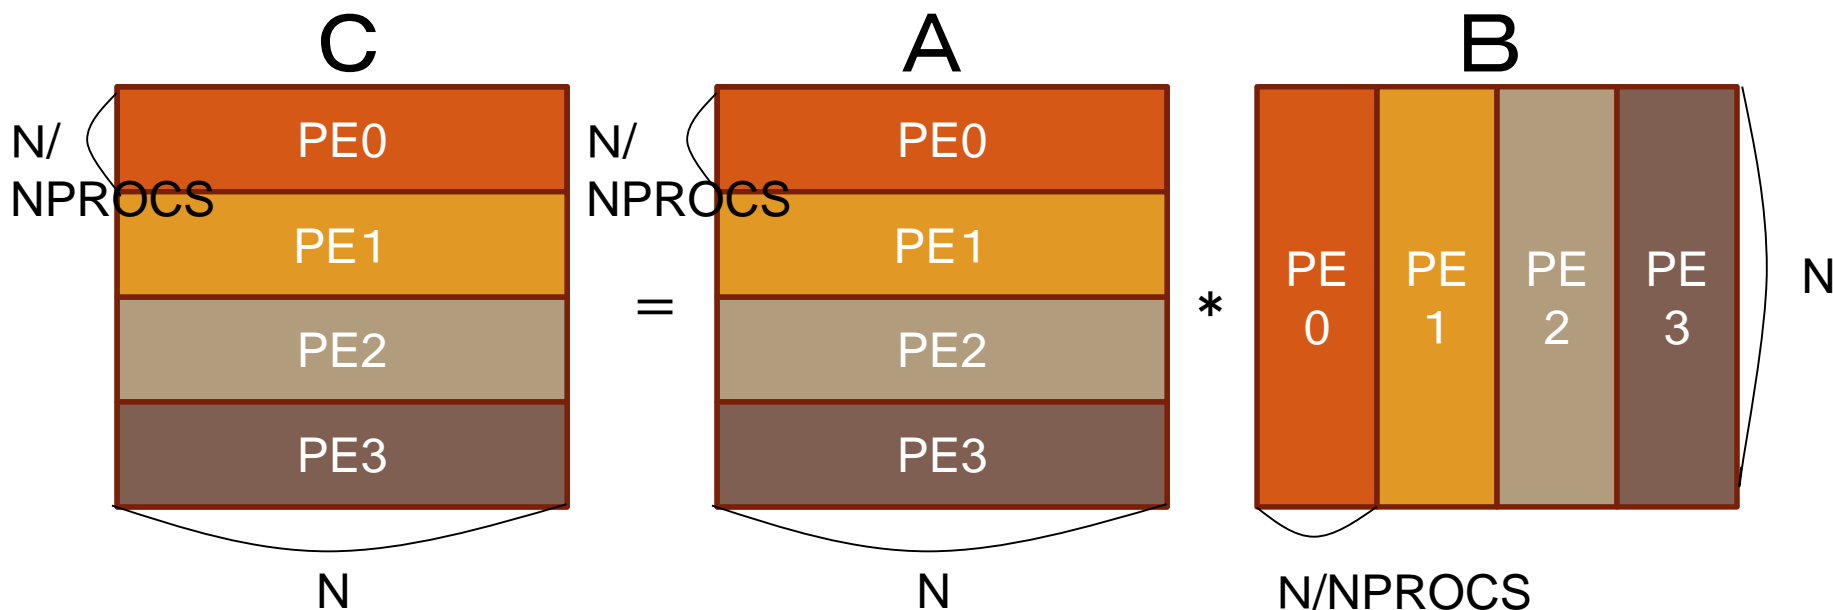 C
A
B
N/
NPROCS
PE0
PE1
PE2
PE3
N
=
N/
NPROCS
PE0
PE1
PE2
PE3
N
*
PE
0
PE
1
PE
2
PE
3
N
N/NPROCS